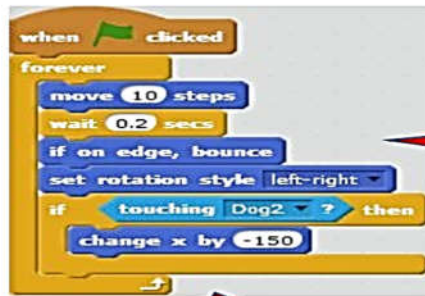 when clicked
forever
move 10 steps
wait 0.2 secs
if on edge, bounce
set rotation style left-right
if touching Dog2 ? then
change x by -150